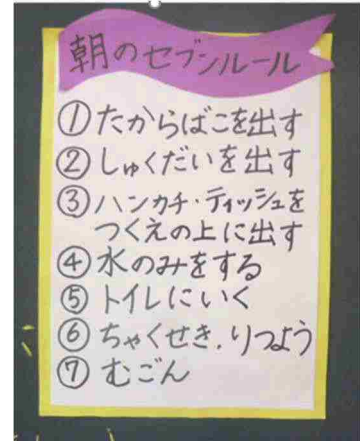 朝のセブンルール
①たからばこを出す
②しゅくだいを出す
③ハンカチ・ティッシュを
つくえの上に出す
④水のみをする
⑤トイレにいく
⑥ちゃくせき.りつよう
⑦むごん